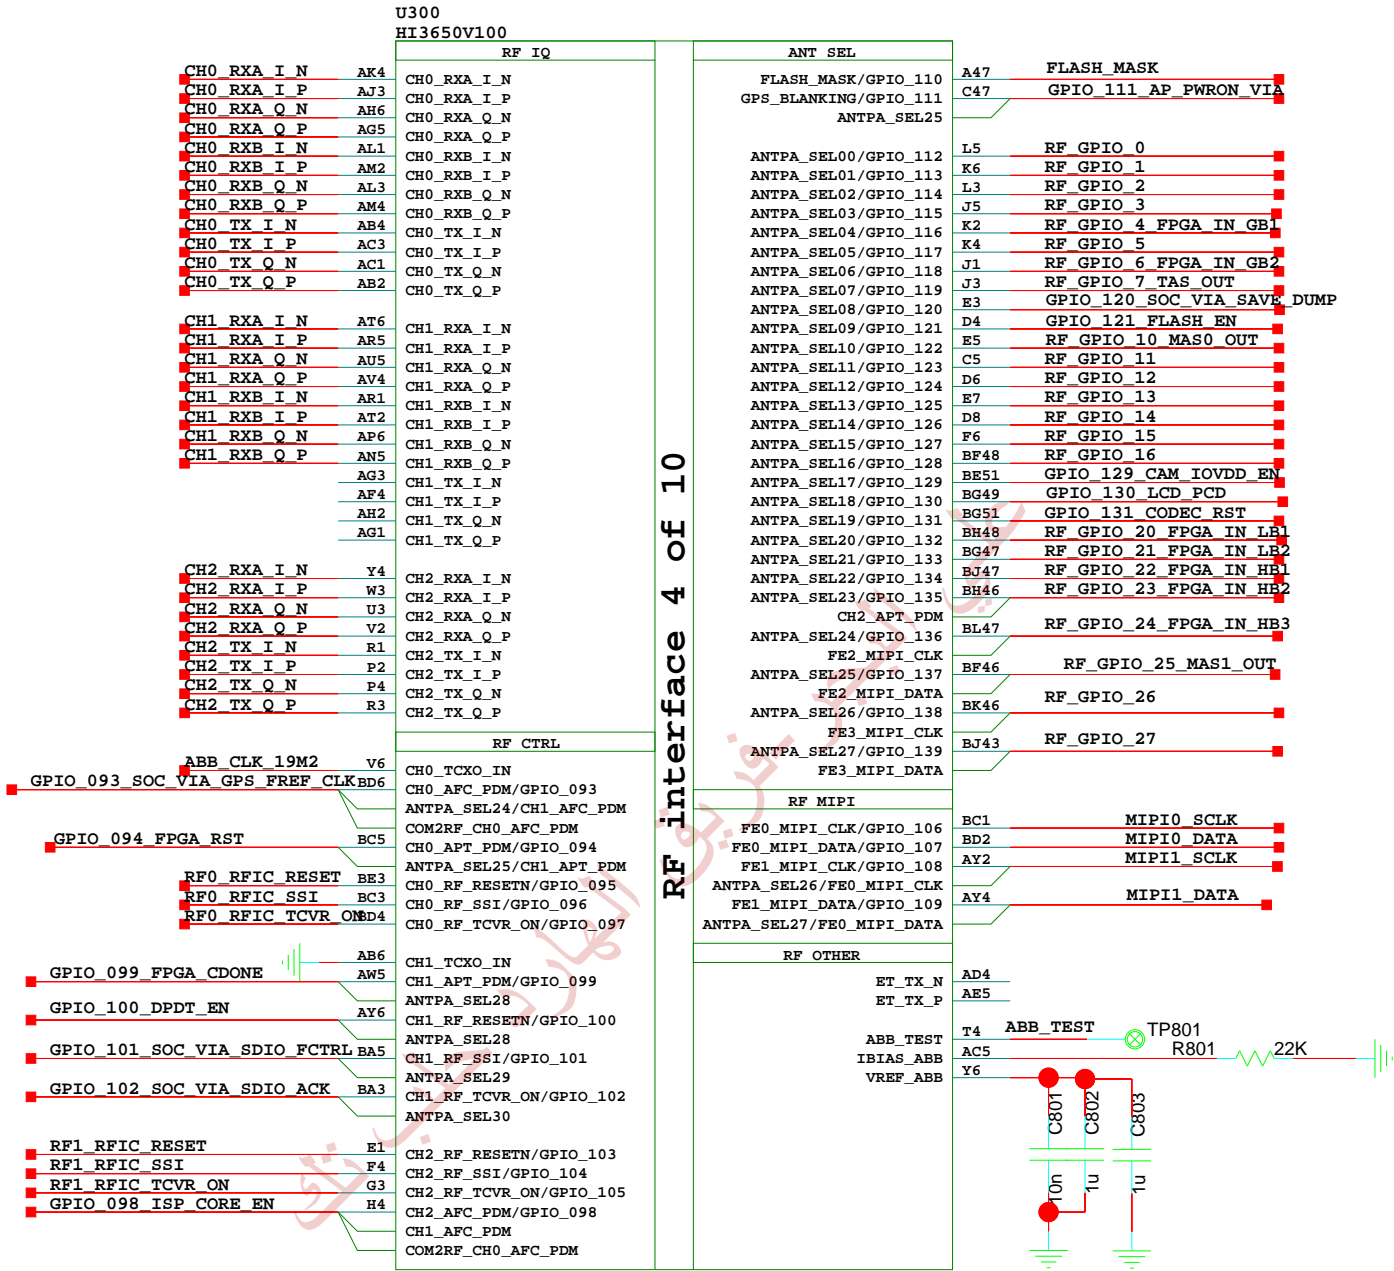 U300
HI3650V100
RF IQ
CH0_RXA_I_N AK4 CH0_RXA_I_N
CH0_RXA_I_P AJ3 CH0_RXA_I_P
CH0_RXA_Q_N AH6 CH0_RXA_Q_N
CH0_RXA_Q_P AG5 CH0_RXA_Q_P
CH0_RXB_I_N AL1 CH0_RXB_I_N
CH0_RXB_I_P AM2 CH0_RXB_I_P
CH0_RXB_Q_N AL3 CH0_RXB_Q_N
CH0_RXB_Q_P AM4 CH0_RXB_Q_P
CH0_TX_I_N AB4 CH0_TX_I_N
CH0_TX_I_P AC3 CH0_TX_I_P
CH0_TX_Q_N AC1 CH0_TX_Q_N
CH0_TX_Q_P AB2 CH0_TX_Q_P
CH1_RXA_I_N AT6 CH1_RXA_I_N
CH1_RXA_I_P AR5 CH1_RXA_I_P
CH1_RXA_Q_N AU5 CH1_RXA_Q_N
CH1_RXA_Q_P AV4 CH1_RXA_Q_P
CH1_RXB_I_N AR1 CH1_RXB_I_N
CH1_RXB_I_P AT2 CH1_RXB_I_P
CH1_RXB_Q_N AP6 CH1_RXB_Q_N
CH1_RXB_Q_P AN5 CH1_RXB_Q_P
AG3 CH1_TX_I_N
AF4 CH1_TX_I_P
AH2 CH1_TX_Q_N
AG1 CH1_TX_Q_P
CH2_RXA_I_N Y4 CH2_RXA_I_N
CH2_RXA_I_P W3 CH2_RXA_I_P
CH2_RXA_Q_N U3 CH2_RXA_Q_N
CH2_RXA_Q_P V2 CH2_RXA_Q_P
CH2_TX_I_N R1 CH2_TX_I_N
CH2_TX_I_P P2 CH2_TX_I_P
CH2_TX_Q_N P4 CH2_TX_Q_N
CH2_TX_Q_P R3 CH2_TX_Q_P
RF CTRL
ABB_CLK_19M2 V6 CH0_TCXO_IN
GPIO_093_SOC_VIA_GPS_FREF_CLK BD6 CH0_AFC_PDM/GPIO_093
ANTPA_SEL24/CH1_AFC_PDM
COM2RF_CH0_AFC_PDM
GPIO_094_FPGA_RST BC5 CH0_APT_PDM/GPIO_094
ANTPA_SEL25/CH1_APT_PDM
RF0_RFIC_RESET BE3 CH0_RF_RESETN/GPIO_095
RF0_RFIC_SSI BC3 CH0_RF_SSI/GPIO_096
RF0_RFIC_TCVR_ON BD4 CH0_RF_TCVR_ON/GPIO_097
AB6 CH1_TCXO_IN
GPIO_099_FPGA_CDONE AW5 CH1_APT_PDM/GPIO_099
ANTPA_SEL28
GPIO_100_DPDT_EN AY6 CH1_RF_RESETN/GPIO_100
ANTPA_SEL28
GPIO_101_SOC_VIA_SDIO_FCTRL BA5 CH1_RF_SSI/GPIO_101
ANTPA_SEL29
GPIO_102_SOC_VIA_SDIO_ACK BA3 CH1_RF_TCVR_ON/GPIO_102
ANTPA_SEL30
RF1_RFIC_RESET E1 CH2_RF_RESETN/GPIO_103
RF1_RFIC_SSI F4 CH2_RF_SSI/GPIO_104
RF1_RFIC_TCVR_ON G3 CH2_RF_TCVR_ON/GPIO_105
GPIO_098_ISP_CORE_EN H4 CH2_AFC_PDM/GPIO_098
CH1_AFC_PDM
COM2RF_CH0_AFC_PDM
RF interface 4 of 10
ANT SEL
FLASH_MASK/GPIO_110 A47 FLASH_MASK
GPS_BLANKING/GPIO_111 C47 GPIO_111_AP_PWRON_VIA
ANTPA_SEL25
ANTPA_SEL00/GPIO_112 L5 RF_GPIO_0
ANTPA_SEL01/GPIO_113 K6 RF_GPIO_1
ANTPA_SEL02/GPIO_114 L3 RF_GPIO_2
ANTPA_SEL03/GPIO_115 J5 RF_GPIO_3
ANTPA_SEL04/GPIO_116 K2 RF_GPIO_4_FPGA_IN_GB1
ANTPA_SEL05/GPIO_117 K4 RF_GPIO_5
ANTPA_SEL06/GPIO_118 J1 RF_GPIO_6_FPGA_IN_GB2
ANTPA_SEL07/GPIO_119 J3 RF_GPIO_7_TAS_OUT
ANTPA_SEL08/GPIO_120 E3 GPIO_120_SOC_VIA_SAVE_DUMP
ANTPA_SEL09/GPIO_121 D4 GPIO_121_FLASH_EN
ANTPA_SEL10/GPIO_122 E5 RF_GPIO_10_MAS0_OUT
ANTPA_SEL11/GPIO_123 C5 RF_GPIO_11
ANTPA_SEL12/GPIO_124 D6 RF_GPIO_12
ANTPA_SEL13/GPIO_125 E7 RF_GPIO_13
ANTPA_SEL14/GPIO_126 D8 RF_GPIO_14
ANTPA_SEL15/GPIO_127 F6 RF_GPIO_15
ANTPA_SEL16/GPIO_128 BF48 RF_GPIO_16
ANTPA_SEL17/GPIO_129 BE51 GPIO_129_CAM_IOVDD_EN
ANTPA_SEL18/GPIO_130 BG49 GPIO_130_LCD_PCD
ANTPA_SEL19/GPIO_131 BG51 GPIO_131_CODEC_RST
ANTPA_SEL20/GPIO_132 BH48 RF_GPIO_20_FPGA_IN_LB1
ANTPA_SEL21/GPIO_133 BG47 RF_GPIO_21_FPGA_IN_LB2
ANTPA_SEL22/GPIO_134 BJ47 RF_GPIO_22_FPGA_IN_HB1
ANTPA_SEL23/GPIO_135 BH46 RF_GPIO_23_FPGA_IN_HB2
CH2_APT_PDM
ANTPA_SEL24/GPIO_136 BL47 RF_GPIO_24_FPGA_IN_HB3
FE2_MIPI_CLK
ANTPA_SEL25/GPIO_137 BF46 RF_GPIO_25_MAS1_OUT
FE2_MIPI_DATA
ANTPA_SEL26/GPIO_138 BK46 RF_GPIO_26
FE3_MIPI_CLK
ANTPA_SEL27/GPIO_139 BJ43 RF_GPIO_27
FE3_MIPI_DATA
RF MIPI
FE0_MIPI_CLK/GPIO_106 BC1 MIPI0_SCLK
FE0_MIPI_DATA/GPIO_107 BD2 MIPI0_DATA
FE1_MIPI_CLK/GPIO_108 AY2 MIPI1_SCLK
ANTPA_SEL26/FE0_MIPI_CLK
FE1_MIPI_DATA/GPIO_109 AY4 MIPI1_DATA
ANTPA_SEL27/FE0_MIPI_DATA
RF OTHER
ET_TX_N AD4
ET_TX_P AE5
ABB_TEST T4 ABB_TEST TP801
IBIAS_ABB AC5 R801 22K
VREF_ABB Y6
C801 C802 C803
10n 1u 1u